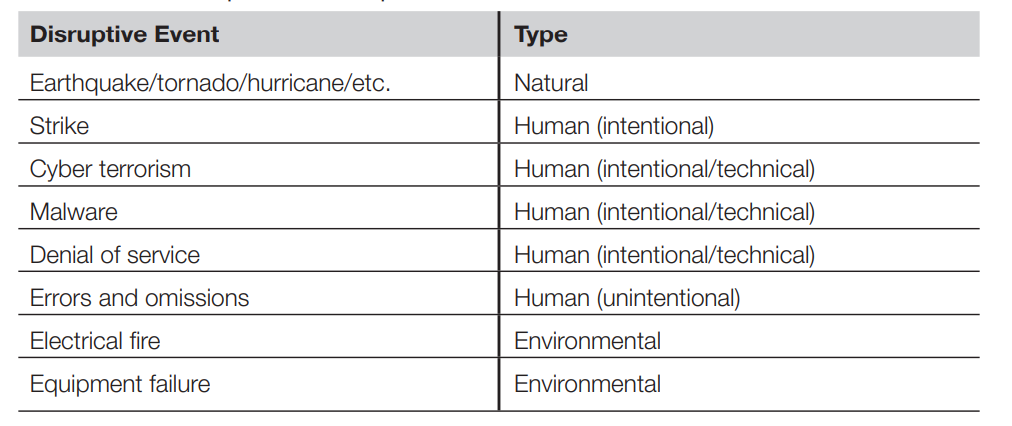 Disruptive Event Type
Earthquake/tornado/hurricane/etc. Natural
Strike Human (intentional)
Cyber terrorism Human (intentional/technical)
Malware Human (intentional/technical)
Denial of service Human (intentional/technical)
Errors and omissions Human (unintentional)
Electrical fire Environmental
Equipment failure Environmental